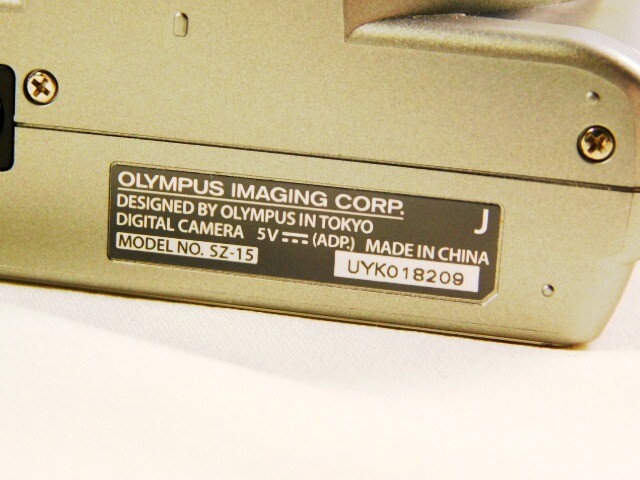 OLYMPUS IMAGING CORP.
DESIGNED BY OLYMPUS IN TOKYO
J
DIGITAL CAMERA 5V⎓(ADP.) MADE IN CHINA
MODEL NO. SZ-15
UYK018209